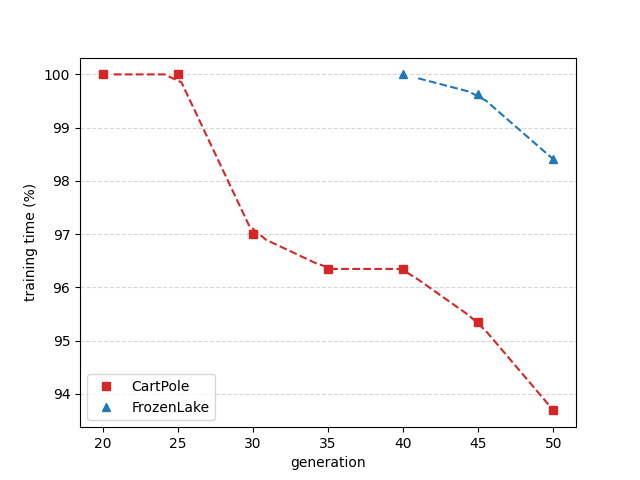 100
99
98
97
96
95
94
training time (%)
CartPole
FrozenLake
20 25 30 35 40 45 50
generation